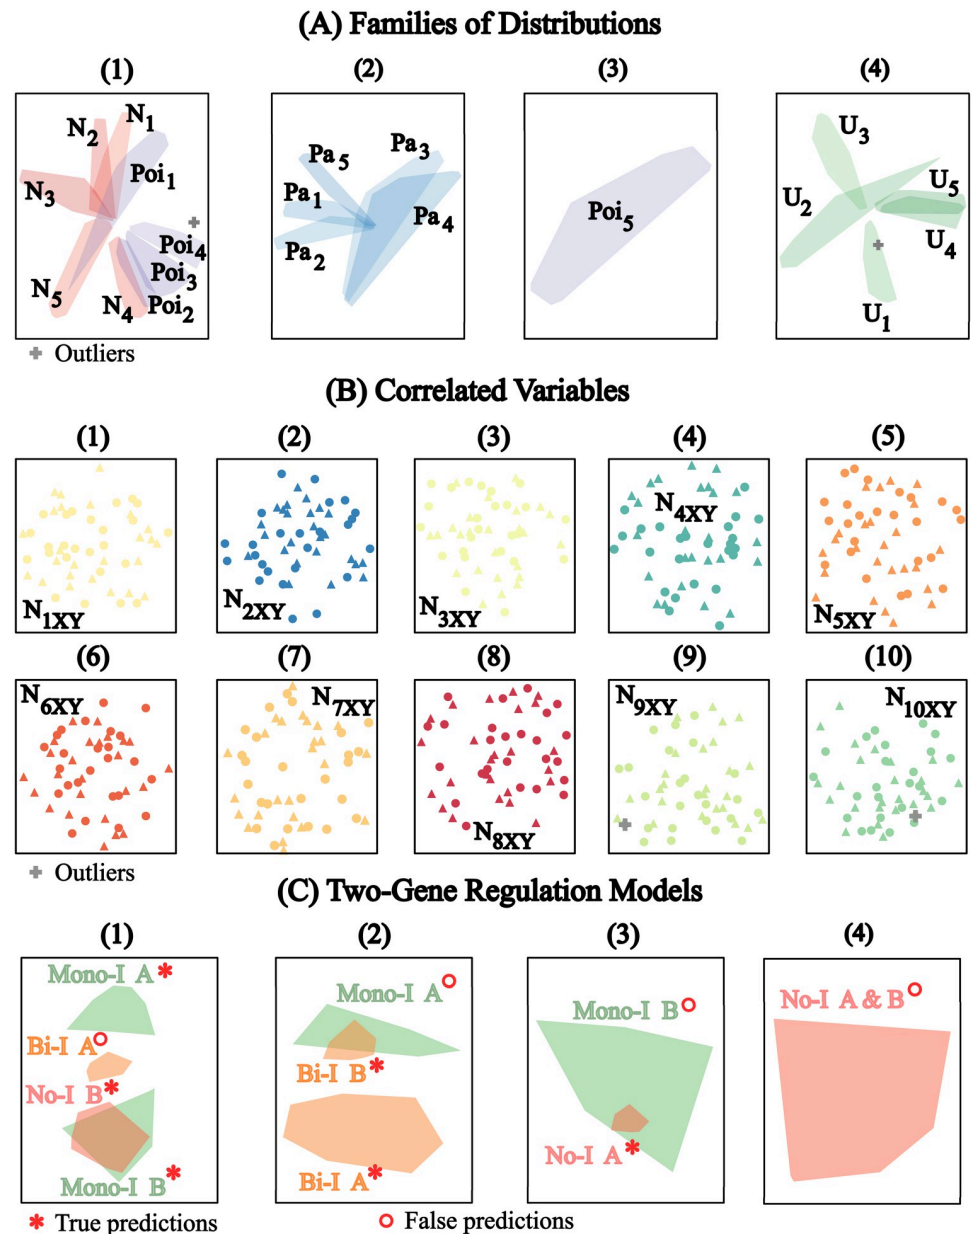 (A) Families of Distributions
(1) (2) (3) (4)
N1
N2
Poi1
N3
Poi4
Poi3
N5
N4 Poi2
Pa5
Pa3
Pa1
Pa4
Pa2
Poi5
U3
U5
U2
U4
U1
Outliers
(B) Correlated Variables
(1) (2) (3) (4) (5)
N1XY
N2XY
N3XY
N4XY
N5XY
(6) (7) (8) (9) (10)
N6XY
N7XY
N8XY
N9XY
N10XY
Outliers
(C) Two-Gene Regulation Models
(1) (2) (3) (4)
Mono-I A
Bi-I A
No-I B
Mono-I B
Mono-I A
Bi-I B
Bi-I A
Mono-I B
No-I A
No-I A & B
True predictions
False predictions